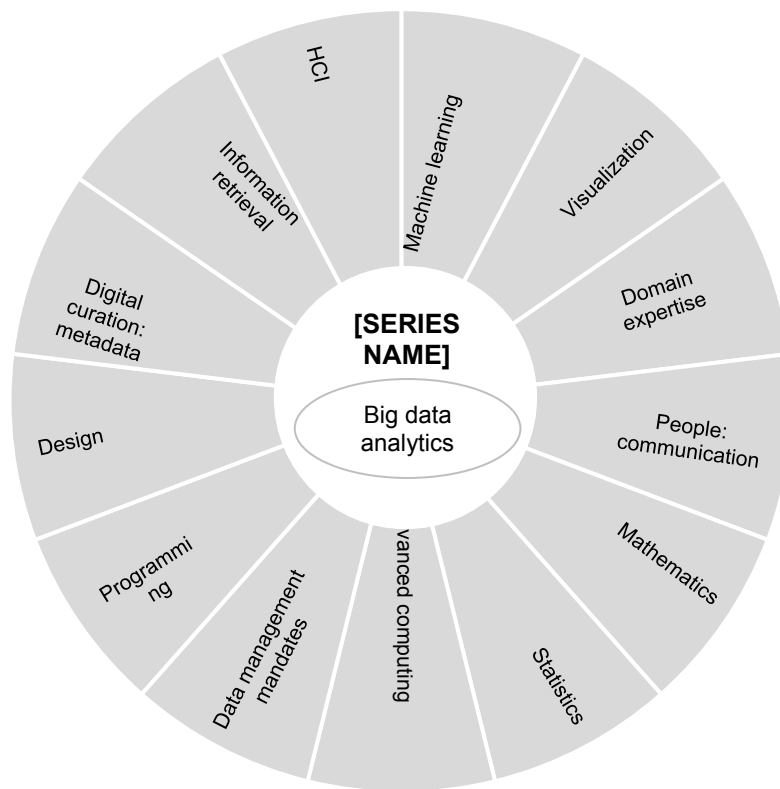 HCI
Machine learning
Visualization
Domain
expertise
People:
communication
Mathematics
Statistics
vanced computing
Data management
mandates
Programmi
ng
Design
Digital
curation:
metadata
Information
retrieval
[SERIES
NAME]
Big data
analytics